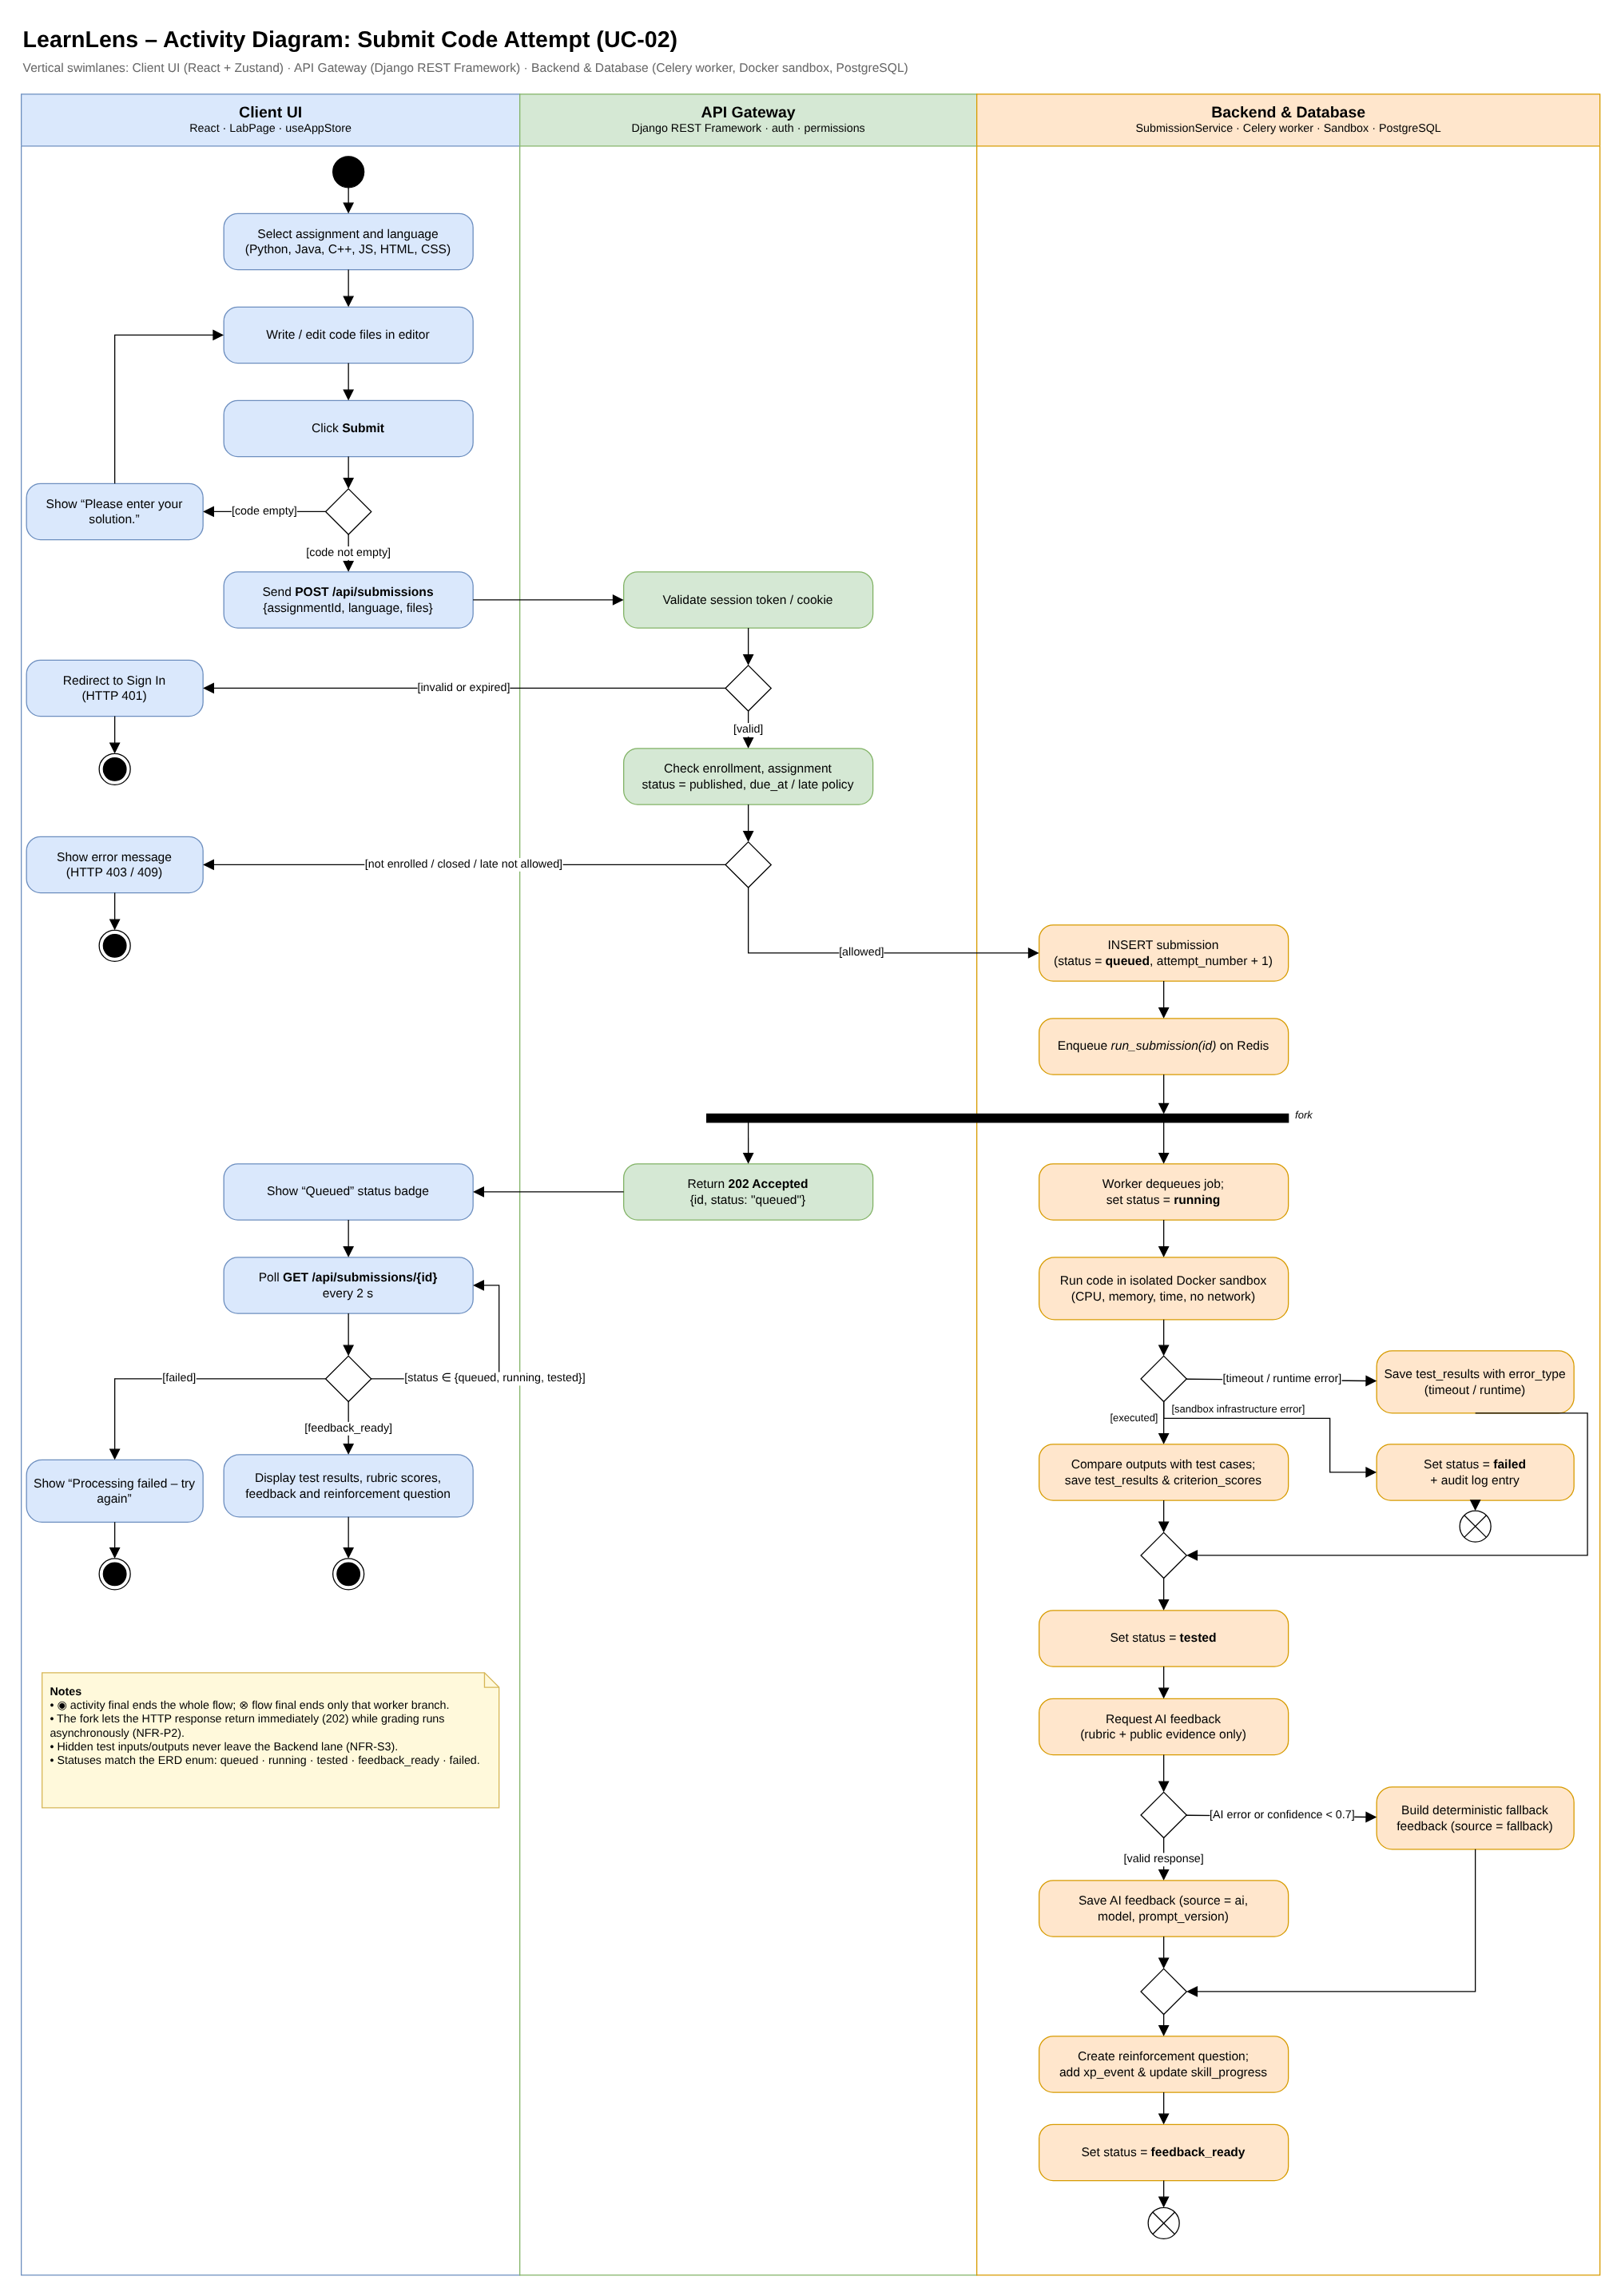 LearnLens – Activity Diagram: Submit Code Attempt (UC-02)
Vertical swimlanes: Client UI (React + Zustand) · API Gateway (Django REST Framework) · Backend & Database (Celery worker, Docker sandbox, PostgreSQL)
Client UI
React · LabPage · useAppStore
API Gateway
Django REST Framework · auth · permissions
Backend & Database
SubmissionService · Celery worker · Sandbox · PostgreSQL
Select assignment and language
(Python, Java, C++, JS, HTML, CSS)
Write / edit code files in editor
Click Submit
Show “Please enter your
solution.”
[code empty]
[code not empty]
Send POST /api/submissions
{assignmentId, language, files}
Validate session token / cookie
Redirect to Sign In
(HTTP 401)
[invalid or expired]
[valid]
Check enrollment, assignment
status = published, due_at / late policy
Show error message
(HTTP 403 / 409)
[not enrolled / closed / late not allowed]
[allowed]
INSERT submission
(status = queued, attempt_number + 1)
Enqueue run_submission(id) on Redis
fork
Show “Queued” status badge
Return 202 Accepted
{id, status: "queued"}
Worker dequeues job;
set status = running
Poll GET /api/submissions/{id}
every 2 s
Run code in isolated Docker sandbox
(CPU, memory, time, no network)
[failed]
[status ∈ {queued, running, tested}]
[timeout / runtime error]
Save test_results with error_type
(timeout / runtime)
[feedback_ready]
[executed]
[sandbox infrastructure error]
Show “Processing failed – try
again”
Display test results, rubric scores,
feedback and reinforcement question
Compare outputs with test cases;
save test_results & criterion_scores
Set status = failed
+ audit log entry
Set status = tested
Notes
• ◉ activity final ends the whole flow; ⊗ flow final ends only that worker branch.
• The fork lets the HTTP response return immediately (202) while grading runs
asynchronously (NFR-P2).
• Hidden test inputs/outputs never leave the Backend lane (NFR-S3).
• Statuses match the ERD enum: queued · running · tested · feedback_ready · failed.
Request AI feedback
(rubric + public evidence only)
[AI error or confidence < 0.7]
Build deterministic fallback
feedback (source = fallback)
[valid response]
Save AI feedback (source = ai,
model, prompt_version)
Create reinforcement question;
add xp_event & update skill_progress
Set status = feedback_ready